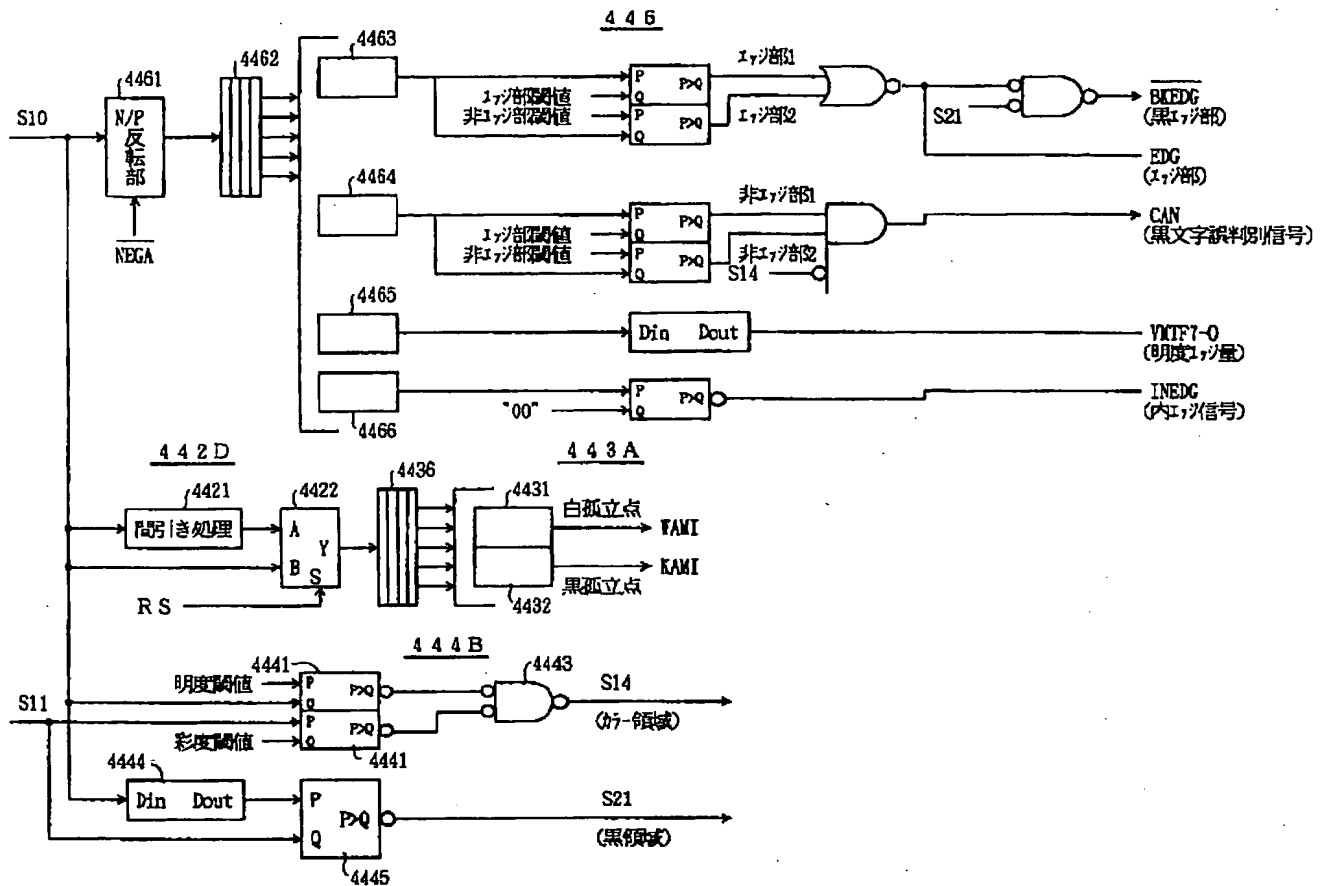 446
4463
4462
4461
エッジ部1
S10
N/P
反
転
部
P
P>Q
エッジ部閾値
Q
非エッジ部閾値
P
P>Q
Q
エッジ部2
S21
BKEDG
(黒エッジ部)
NEGA
4464
EDG
(エッジ部)
非エッジ部1
P
P>Q
CAN
エッジ部閾値
Q
非エッジ部閾値
P
P>Q
Q
非エッジ部2
S14
(黒文字誤判別信号)
4465
Din Dout
VMTF7-0
(明度エッジ量)
4466
P
P>Q
"00"
Q
INEDG
(内エッジ信号)
442D
443A
4436
4421
4422
4431
間引き処理
A
Y
B
S
白孤立点
WAMI
KAMI
黒孤立点
RS
4432
444B
4441
4443
明度閾値
P
P>Q
Q
S14
(カラー領域)
S11
P
P>Q
彩度閾値
Q
4441
4444
Din Dout
P
P>Q
Q
S21
(黒領域)
4445